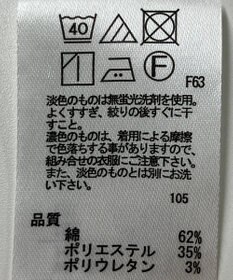 40
F
F63
淡色のものは無蛍光洗剤を使用。
よくすすぎ、絞りの後すぐに干
すこと。
濃色のものは、着用による摩擦
で色落ちする事がありますので、
組み合せの衣服にご注意下さい。
また、淡色のものとは別にお洗
い下さい。
105
品質
綿 62%
ポリエステル 35%
ポリウレタン 3%